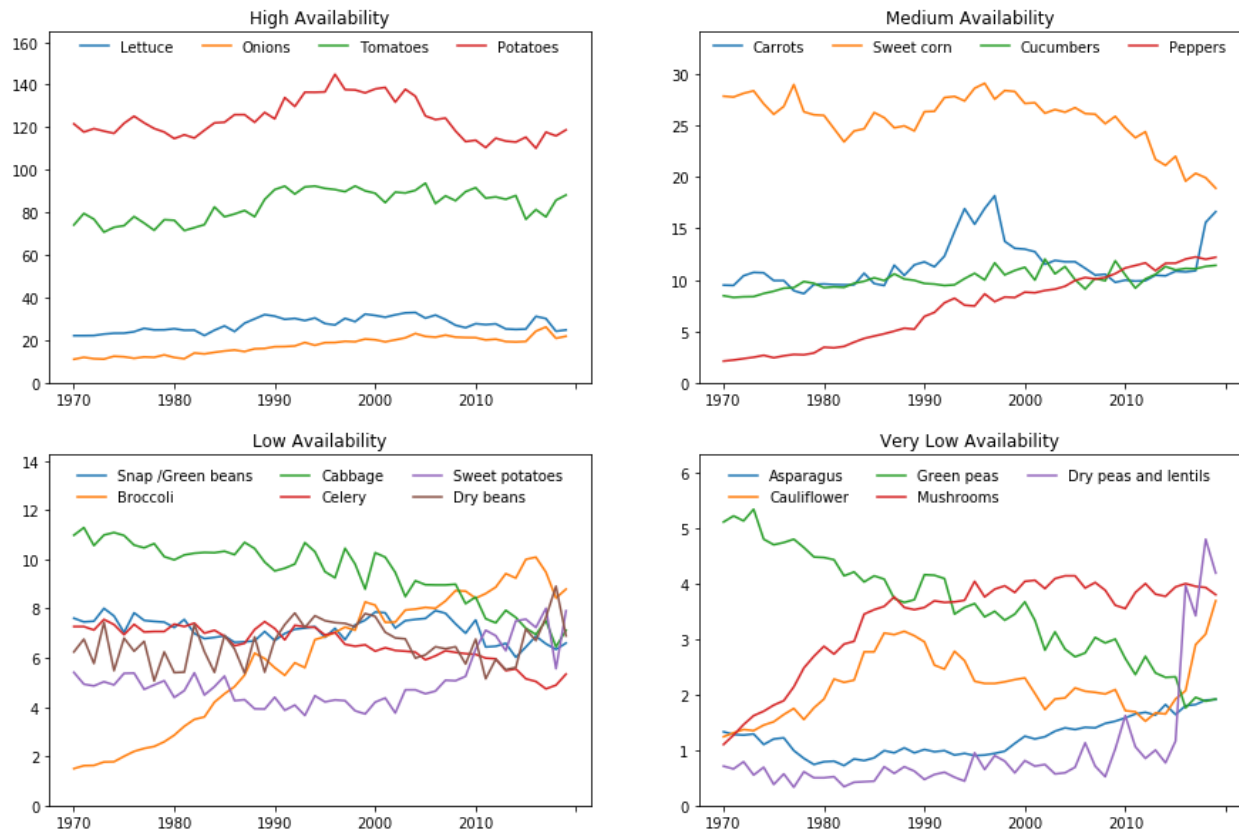 High Availability
Lettuce Onions Tomatoes Potatoes
160
140
120
100
80
60
40
20
0
1970 1980 1990 2000 2010
Medium Availability
Carrots Sweet corn Cucumbers Peppers
30
25
20
15
10
5
0
1970 1980 1990 2000 2010
Low Availability
Snap /Green beans Cabbage Sweet potatoes
Broccoli Celery Dry beans
14
12
10
8
6
4
2
0
1970 1980 1990 2000 2010
Very Low Availability
Asparagus Green peas Dry peas and lentils
Cauliflower Mushrooms
6
5
4
3
2
1
0
1970 1980 1990 2000 2010